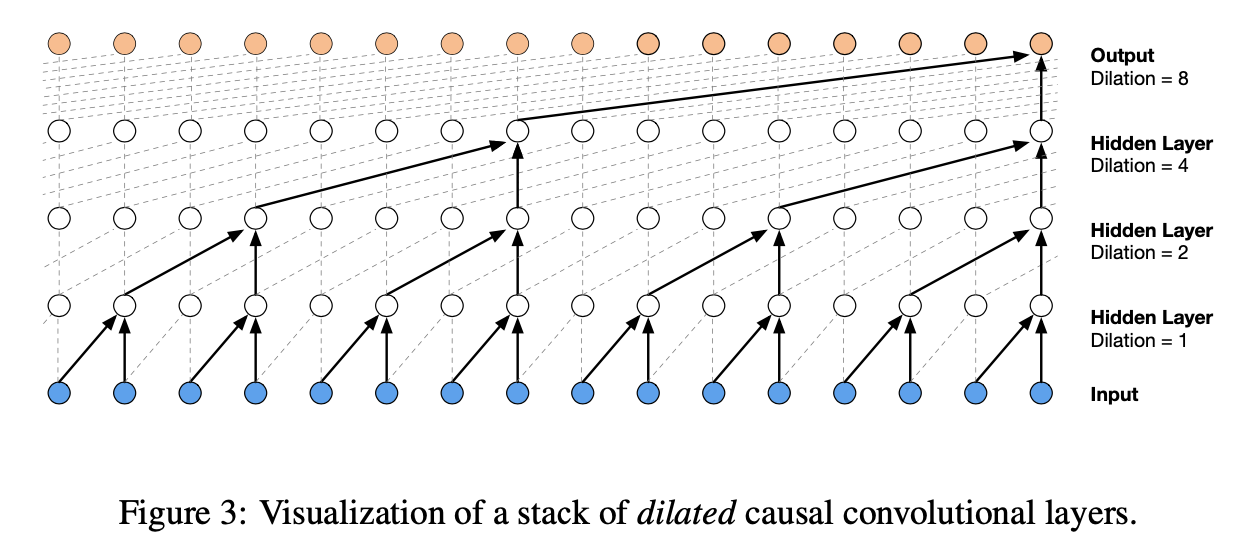 Output
Dilation = 8
Hidden Layer
Dilation = 4
Hidden Layer
Dilation = 2
Hidden Layer
Dilation = 1
Input
Figure 3: Visualization of a stack of dilated causal convolutional layers.